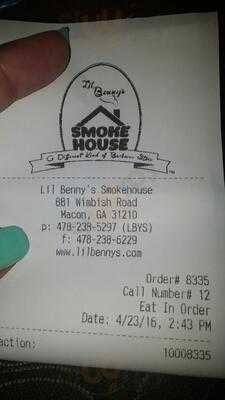 Lil Benny's
SMOKE
HOUSE
A Different Kind of Barbecue Store
TM
Lil Benny's Smokehouse
881 Wimbish Road
Macon, GA 31210
p: 478-238-5297 (LBYS)
f: 478-238-6229
www.lilbennys.com
Order# 8335
Call Number# 12
Eat In Order
Date: 4/23/16, 2:43 PM
action:
10008335